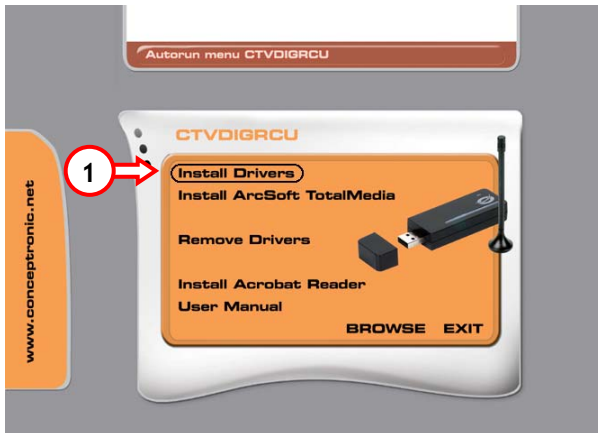 Autorun menu CTVDIGRCU
www.conceptronic.net
CTVDIGRCU
1
Install Drivers
Install ArcSoft TotalMedia
Remove Drivers
Install Acrobat Reader
User Manual
BROWSE EXIT